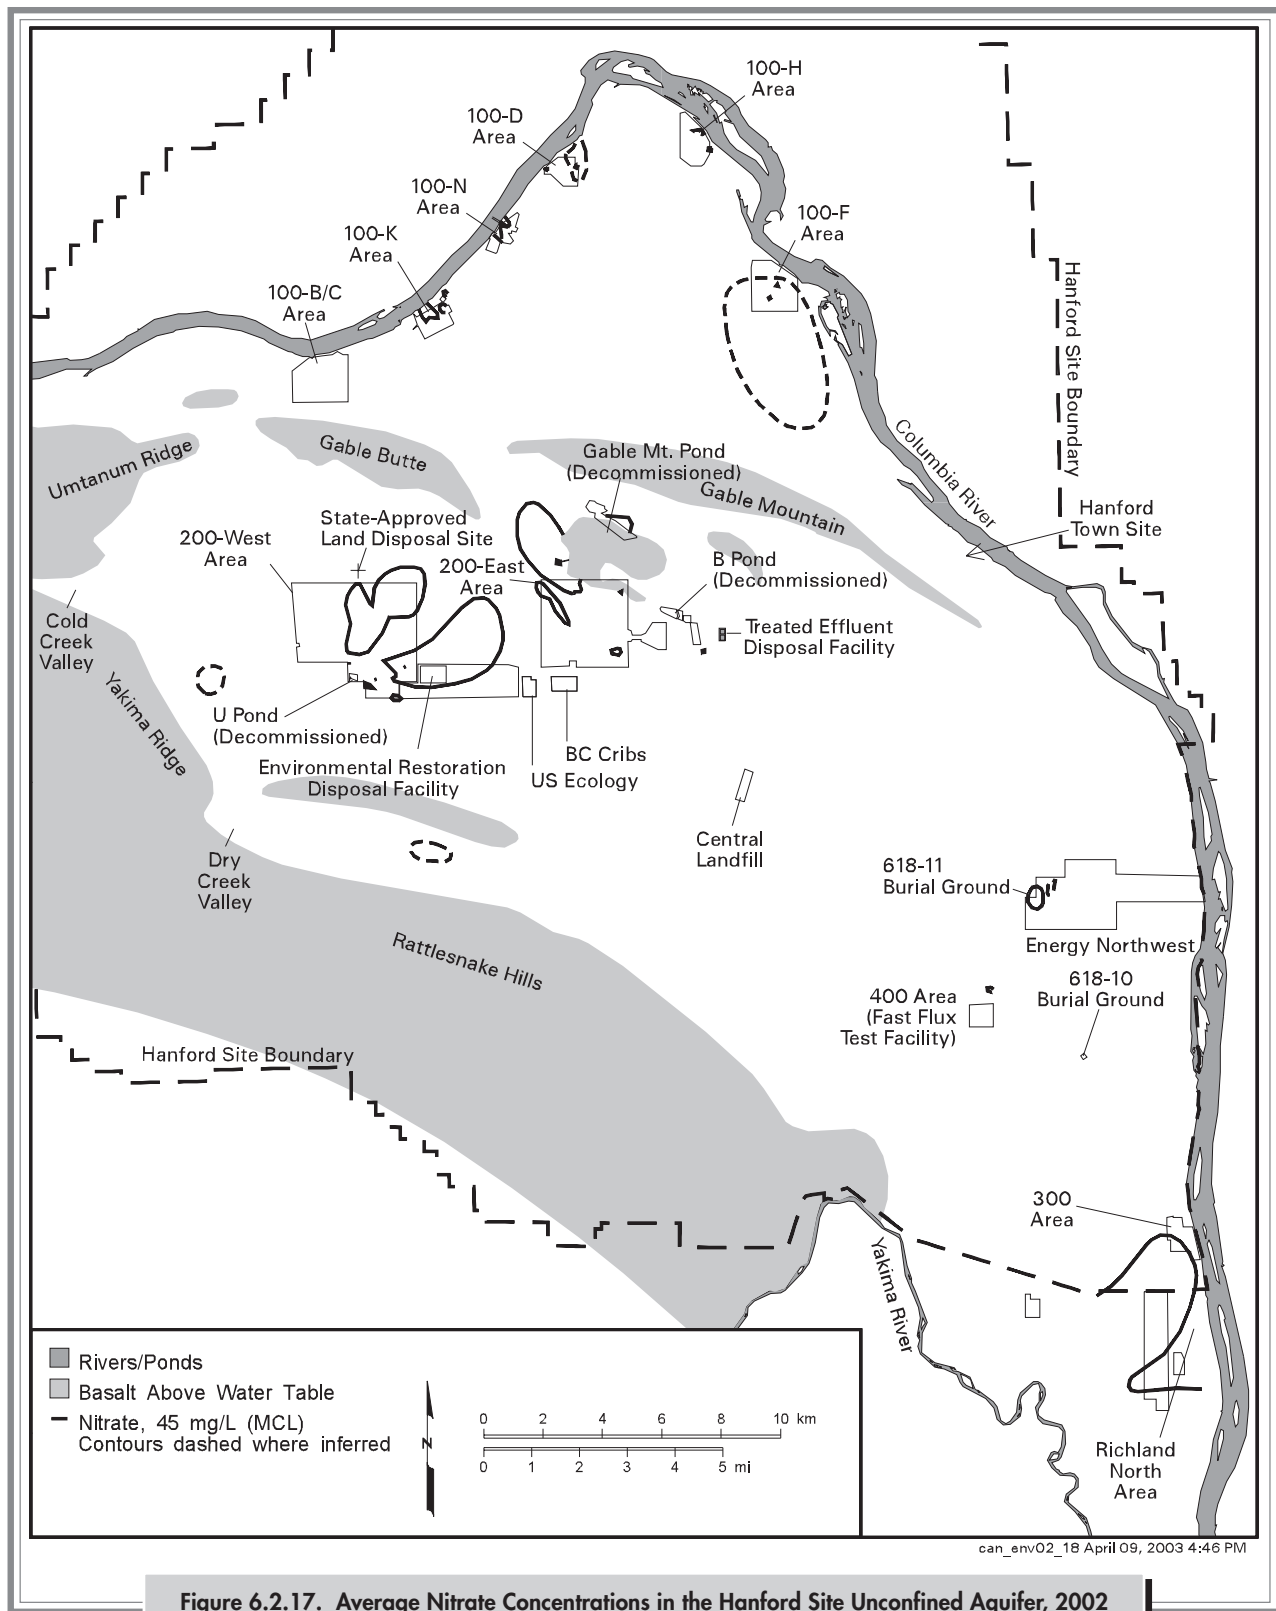 100-H
Area
100-D
Area
100-N
Area
100-K
Area
100-F
Area
100-B/C
Area
Hanford Site Boundary
Columbia River
Umtanum Ridge
Gable Butte
Gable Mt. Pond
(Decommissioned)
Gable Mountain
Hanford
Town Site
State-Approved
Land Disposal Site
200-West
Area
200-East
Area
B Pond
(Decommissioned)
Treated Effluent
Disposal Facility
Cold
Creek
Valley
Yakima Ridge
U Pond
(Decommissioned)
Environmental Restoration
Disposal Facility
BC Cribs
US Ecology
Central
Landfill
Dry
Creek
Valley
618-11
Burial Ground
Energy Northwest
Rattlesnake Hills
618-10
Burial Ground
400 Area
(Fast Flux
Test Facility)
Hanford Site Boundary
300
Area
Yakima River
Richland
North
Area
Rivers/Ponds
Basalt Above Water Table
Nitrate, 45 mg/L (MCL)
Contours dashed where inferred
N
0 2 4 6 8 10 km
0 1 2 3 4 5 mi
can_env02_18 April 09, 2003 4:46 PM
Figure 6.2.17. Average Nitrate Concentrations in the Hanford Site Unconfined Aquifer, 2002